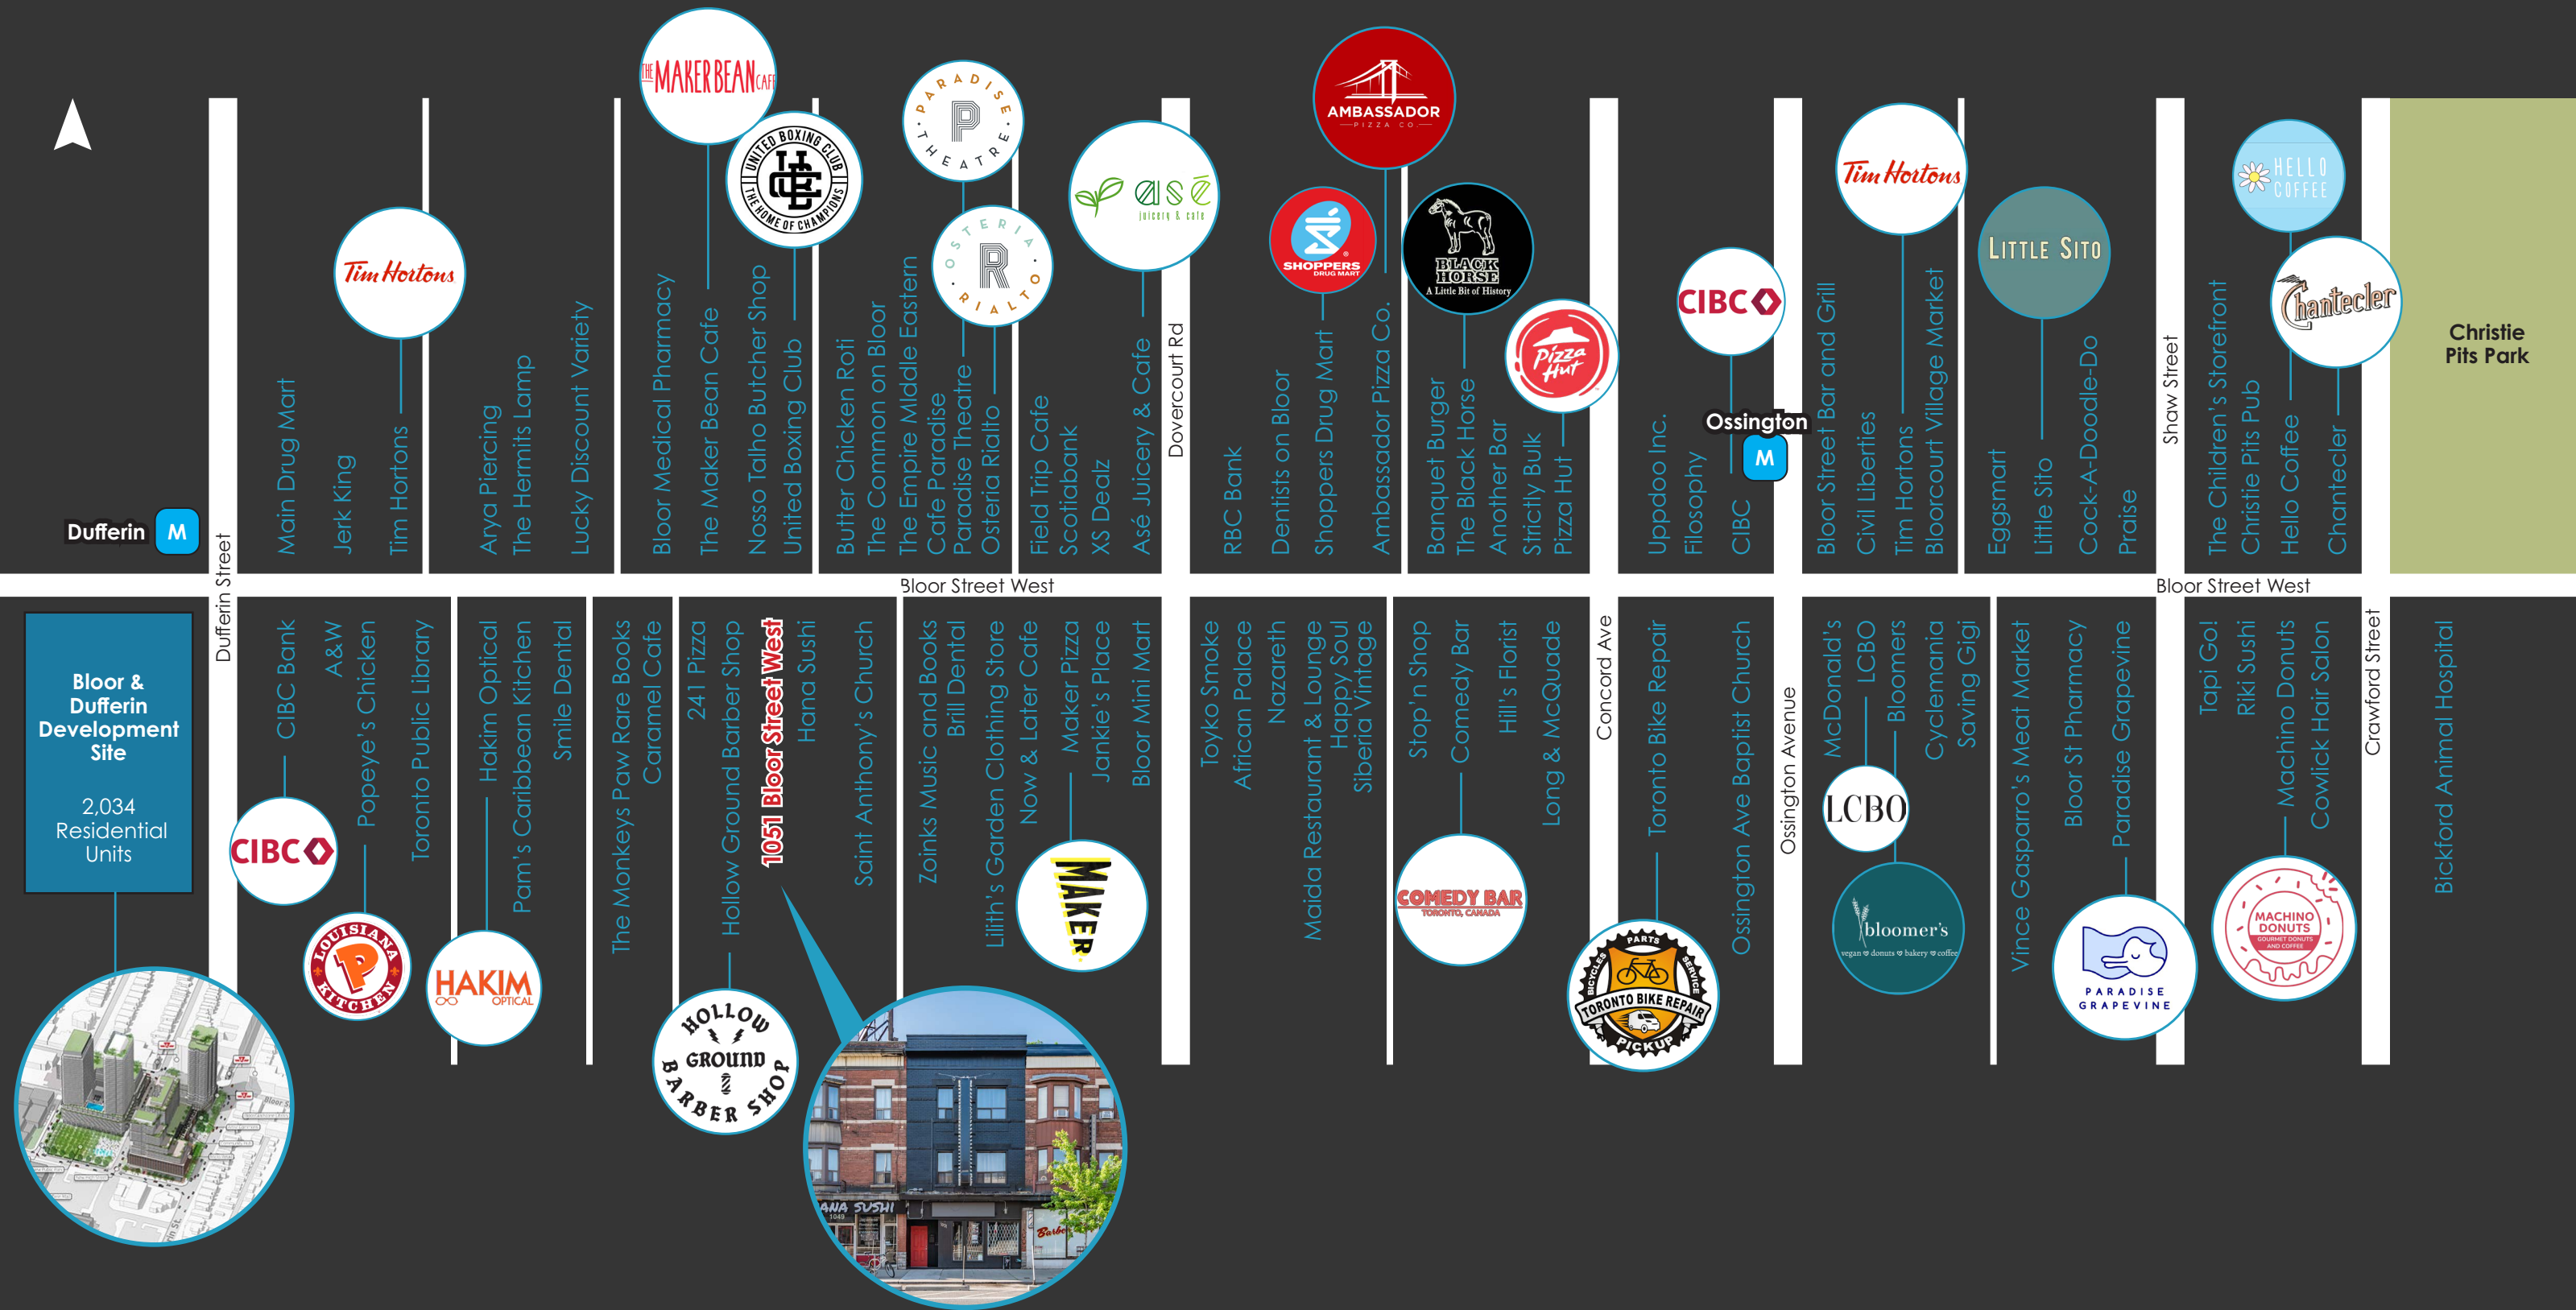 THE MAKER BEAN CAFE
UNITED BOXING CLUB
UBC
THE HOME OF CHAMPIONS
PARADISE
P
THEATRE
OSTERIA
R
RIALTO
asē
juicery & cafe
AMBASSADOR
PIZZA CO.
SHOPPERS
DRUG MART
BLACK
HORSE
A Little Bit of History
Pizza
Hut
Tim Hortons
CIBC
Tim Hortons
LITTLE SITO
HELLO
COFFEE
Chantecler
Christie
Pits Park
Dufferin M
Ossington
M
Main Drug Mart
Jerk King
Tim Hortons
Arya Piercing
The Hermits Lamp
Lucky Discount Variety
Bloor Medical Pharmacy
The Maker Bean Cafe
Nosso Talho Butcher Shop
United Boxing Club
Butter Chicken Roti
The Common on Bloor
The Empire MIddle Eastern
Cafe Paradise
Paradise Theatre
Osteria Rialto
Field Trip Cafe
Scotiabank
XS Dealz
Asé Juicery & Cafe
Dovercourt Rd
RBC Bank
Dentists on Bloor
Shoppers Drug Mart
Ambassador Pizza Co.
Banquet Burger
The Black Horse
Another Bar
Strictly Bulk
Pizza Hut
Uppdoo Inc.
Filosophy
CIBC
Bloor Street Bar and Grill
Civil Liberties
Tim Hortons
Bloorcourt Village Market
Eggsmart
Little Sito
Cock-A-Doodle-Do
Praise
Shaw Street
The Children's Storefront
Christie Pits Pub
Hello Coffee
Chantecler
Bloor Street West
Bloor Street West
Bloor &
Dufferin
Development
Site
2,034
Residential
Units
Dufferin Street
CIBC Bank
A&W
Popeye's Chicken
Toronto Public Library
Hakim Optical
Pam's Caribbean Kitchen
Smile Dental
The Monkeys Paw Rare Books
Caramel Cafe
241 Pizza
Hollow Ground Barber Shop
1051 Bloor Street West
Hana Sushi
Saint Anthony's Church
Zoinks Music and Books
Brill Dental
Lilith's Garden Clothing Store
Now & Later Cafe
Maker Pizza
Jankie's Place
Bloor Mini Mart
Toyko Smoke
African Place
Nazareth
Maida Restaurant & Lounge
Happy Soul
Siberia Vintage
Stop'n Shop
Comedy Bar
Hill's Florist
Long & McQuade
Concord Ave
Toronto Bike Repair
Ossington Ave Baptist Church
Ossington Avenue
McDonald's
LCBO
Bloomers
Cyclemania
Saving Gigi
Vince Gasparro's Meat Market
Bloor St Pharmacy
Paradise Grapevine
Tapi Go!
Riki Sushi
Machino Donuts
Cowlick Hair Salon
Crawford Street
Bickford Animal Hospital
CIBC
LOUISIANA
P
KITCHEN
HAKIM
OPTICAL
HOLLOW
GROUND
BARBER SHOP
MAKER
COMEDY BAR
TORONTO, CANADA
PARTS
BICYCLES
SERVICE
TORONTO BIKE REPAIR
PICKUP
LCBO
bloomer's
vegan donuts bakery coffee
PARADISE
GRAPEVINE
MACHINO
DONUTS
GOURMET DONUTS
AND COFFEE
ANA SUSHI
1049
Barbe